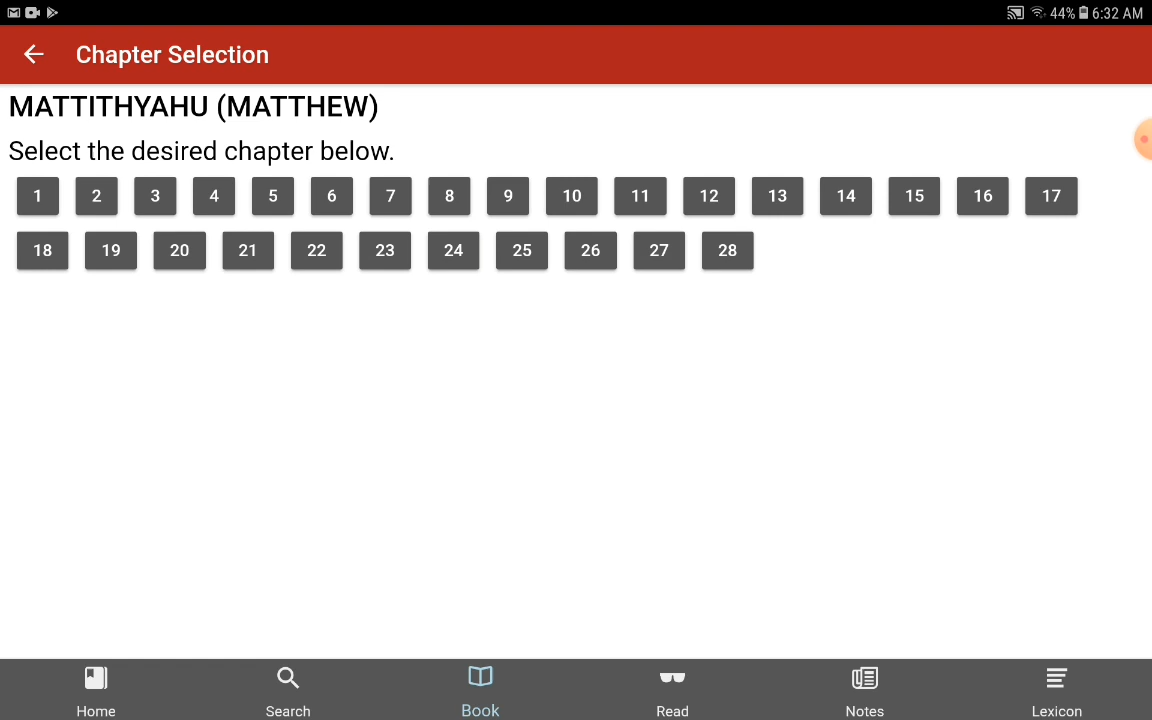 44% 6:32 AM
Chapter Selection
MATTITHYAHU (MATTHEW)
Select the desired chapter below.
1 2 3 4 5 6 7 8 9 10 11 12 13 14 15 16 17
18 19 20 21 22 23 24 25 26 27 28
Home Search Book Read Notes Lexicon